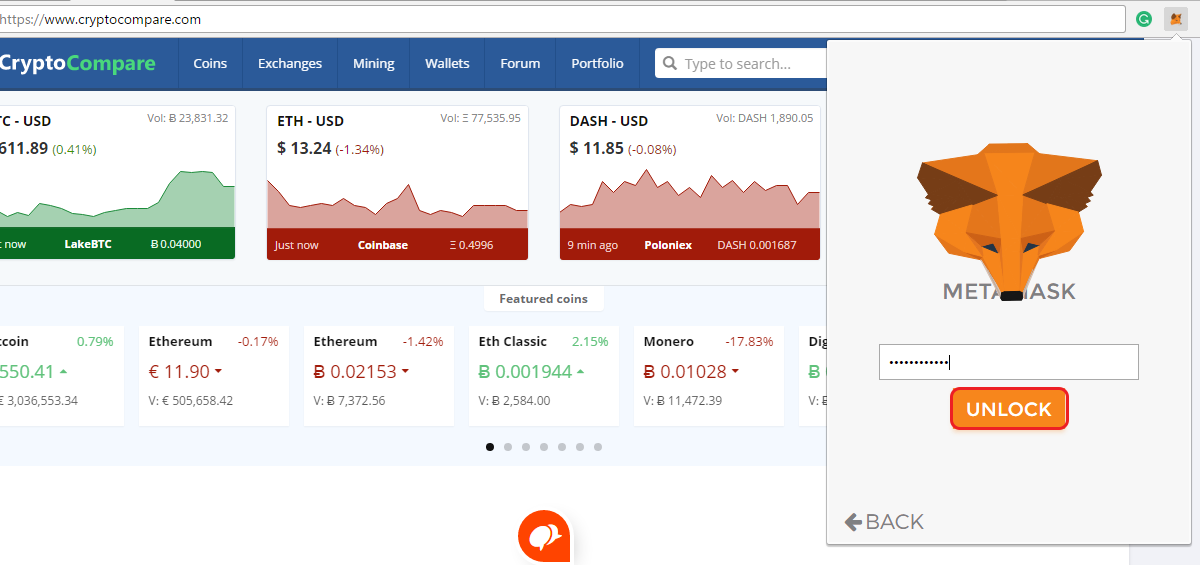 https://www.cryptocompare.com
CryptoCompare
Coins
Exchanges
Mining
Wallets
Forum
Portfolio
Type to search...
TC - USD
Vol: Ƀ 23,831.32
611.89 (0.41%)
t now
LakeBTC
Ƀ 0.04000
ETH - USD
Vol: Ξ 77,535.95
$ 13.24 (-1.34%)
Just now
Coinbase
Ξ 0.4996
DASH - USD
Vol: DASH 1,890.05
$ 11.85 (-0.08%)
9 min ago
Poloniex
DASH 0.001687
Featured coins
tcoin
0.79%
550.41
€ 3,036,553.34
Ethereum
-0.17%
€ 11.90
V: € 505,658.42
Ethereum
-1.42%
Ƀ 0.02153
V: Ƀ 7,372.56
Eth Classic
2.15%
Ƀ 0.001944
V: Ƀ 2,584.00
Monero
-17.83%
Ƀ 0.01028
V: Ƀ 11,472.39
Dig
Ƀ
V: Ƀ
METAMASK
••••••••••••
UNLOCK
BACK